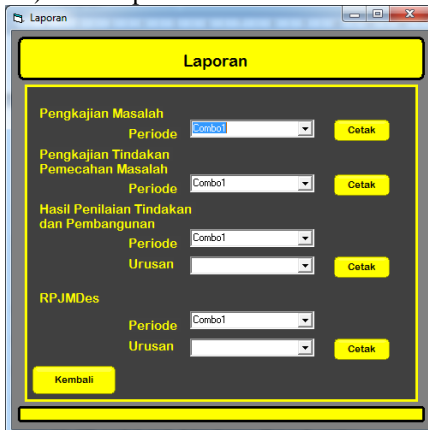 Laporan
Laporan
Pengkajian Masalah
Periode Combo1 Cetak
Pengkajian Tindakan
Pemecahan Masalah
Periode Combo1 Cetak
Hasil Penilaian Tindakan
dan Pembangunan
Periode Combo1
Urusan Cetak
RPJMDes
Periode Combo1
Urusan Cetak
Kembali